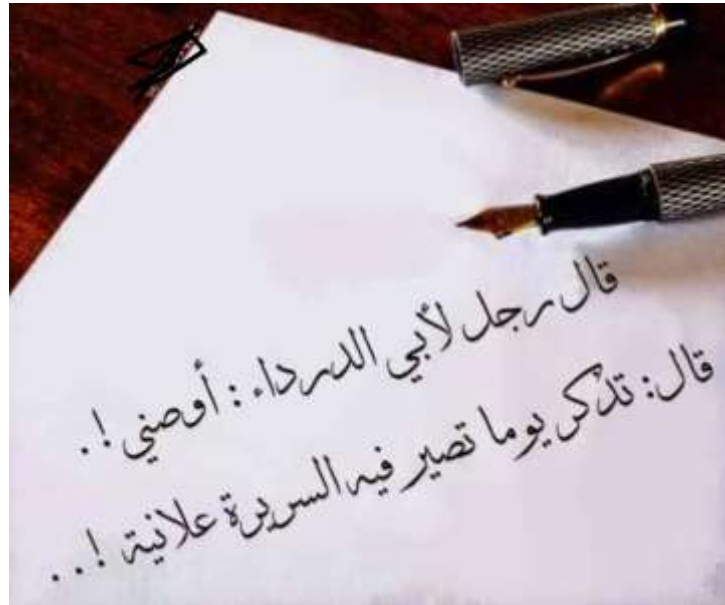 قال رجل لأبي الدرداء : أوصني ! .
قال: تذكر يوما تصير فيه السريرة علانية ! . .